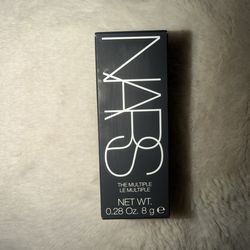 NARS
THE MULTIPLE
LE MULTIPLE
NET WT.
0.28 Oz. 8 g ℮